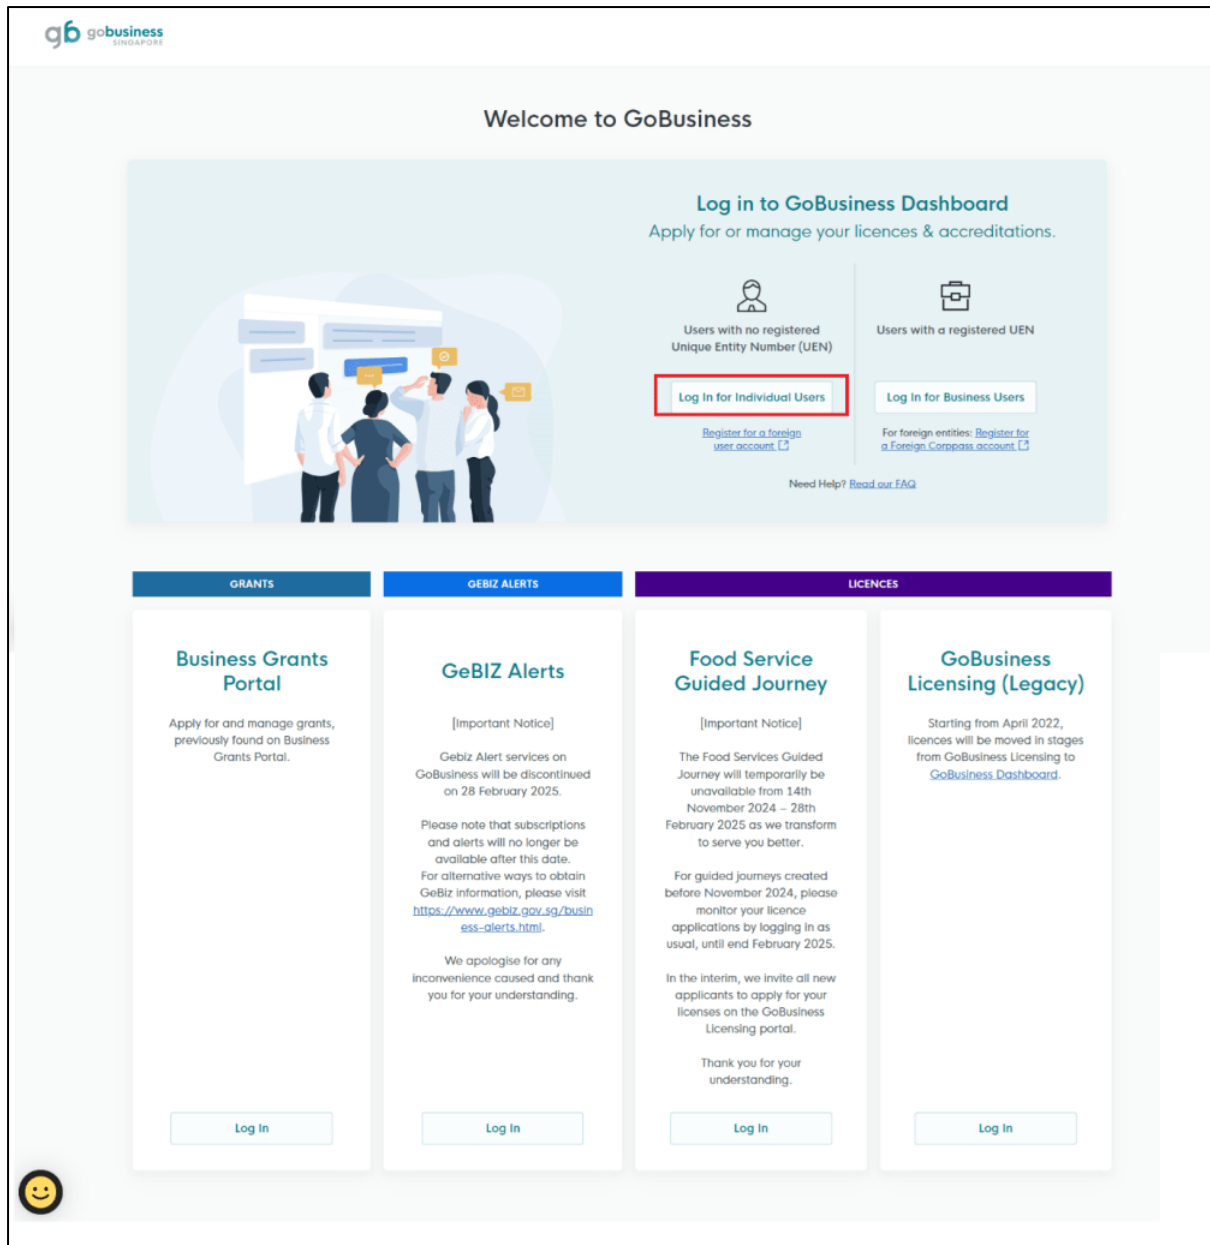 gb gobusiness
SINGAPORE
Welcome to GoBusiness
Log in to GoBusiness Dashboard
Apply for or manage your licences & accreditations.
Users with no registered
Unique Entity Number (UEN)
Log In for Individual Users
Register for a foreign
user account
Users with a registered UEN
Log In for Business Users
For foreign entities: Register for
a Foreign Corppass account
Need Help? Read our FAQ
GRANTS
Business Grants
Portal
Apply for and manage grants,
previously found on Business
Grants Portal.
Log In
GEBIZ ALERTS
GeBIZ Alerts
[Important Notice]
Gebiz Alert services on
GoBusiness will be discontinued
on 28 February 2025.
Please note that subscriptions
and alerts will no longer be
available after this date.
For alternative ways to obtain
GeBiz information, please visit
https://www.gebiz.gov.sg/busin
ess-alerts.html.
We apologise for any
inconvenience caused and thank
you for your understanding.
Log In
LICENCES
Food Service
Guided Journey
[Important Notice]
The Food Services Guided
Journey will temporarily be
unavailable from 14th
November 2024 – 28th
February 2025 as we transform
to serve you better.
For guided journeys created
before November 2024, please
monitor your licence
applications by logging in as
usual, until end February 2025.
In the interim, we invite all new
applicants to apply for your
licenses on the GoBusiness
Licensing portal.
Thank you for your
understanding.
Log In
GoBusiness
Licensing (Legacy)
Starting from April 2022,
licences will be moved in stages
from GoBusiness Licensing to
GoBusiness Dashboard.
Log In